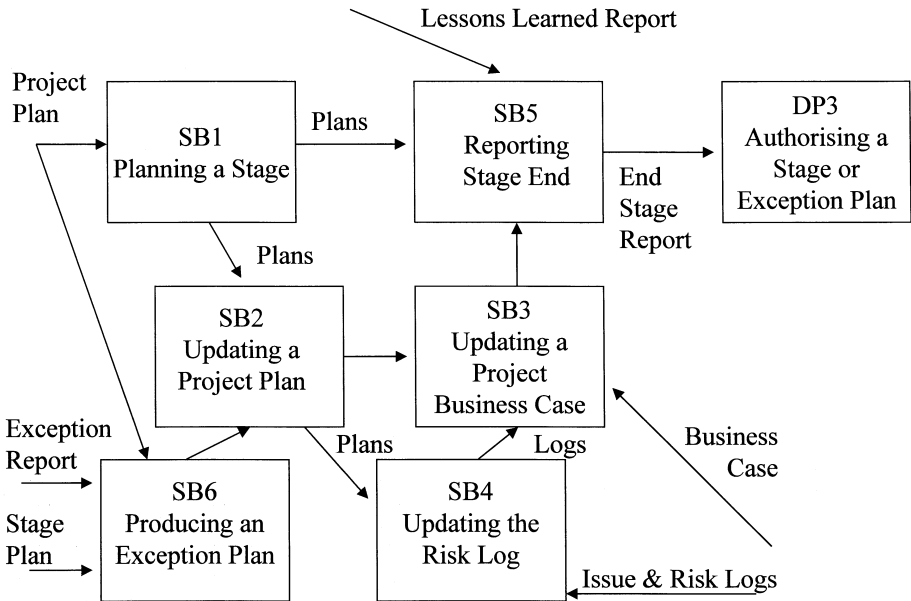 Lessons Learned Report
Project
Plan
SB1
Planning a Stage
Plans
SB5
Reporting
Stage End
End
Stage
Report
DP3
Authorising a
Stage or
Exception Plan
Plans
SB2
Updating a
Project Plan
SB3
Updating a
Project
Business Case
Exception
Report
Plans
Logs
Business
Case
Stage
Plan
SB6
Producing an
Exception Plan
SB4
Updating the
Risk Log
Issue & Risk Logs